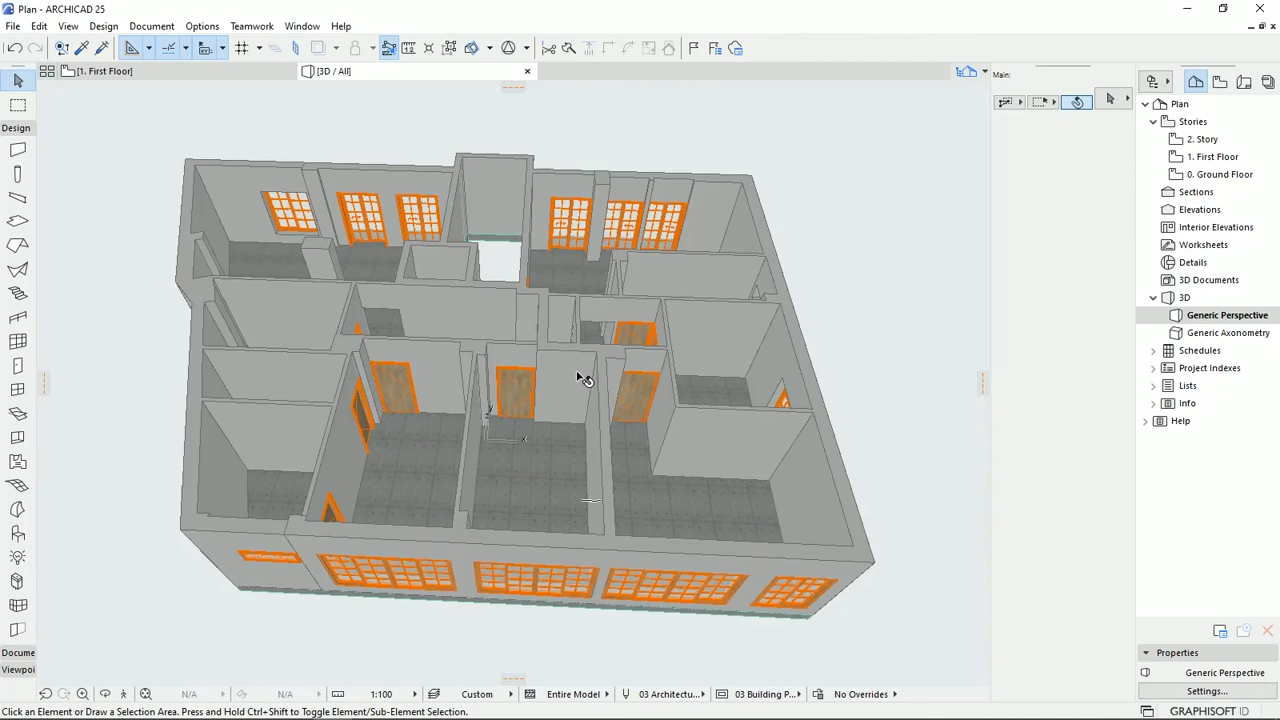 Plan - ARCHICAD 25
File Edit View Design Document Options Teamwork Window Help
[1. First Floor]
[3D / All]
Main:
Design
Plan
Stories
2. Story
1. First Floor
0. Ground Floor
Sections
Elevations
Interior Elevations
Worksheets
Details
3D Documents
3D
Generic Perspective
Generic Axonometry
Schedules
Project Indexes
Lists
Info
Help
x
Docume
Viewpoi
Properties
Generic Perspective
Settings...
N/A N/A 1:100 Custom Entire Model 03 Architectu... 03 Building P... No Overrides
Click an Element or Draw a Selection Area. Press and Hold Ctrl+Shift to Toggle Element/Sub-Element Selection.
GRAPHISOFT ID